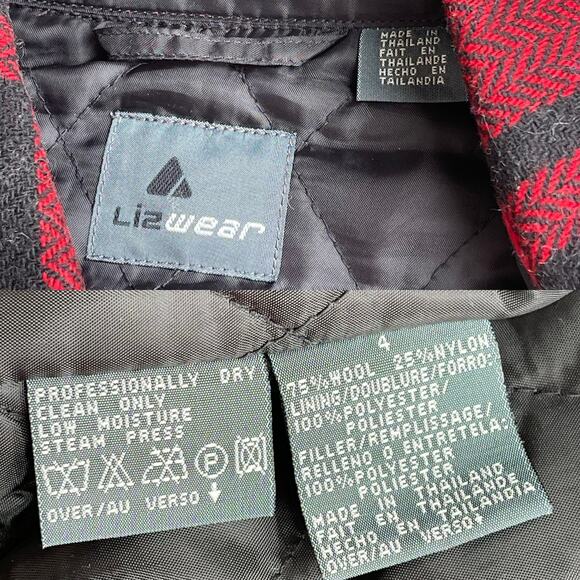 MADE IN
THAILAND
FAIT EN
THAILANDE
HECHO EN
TAILANDIA
Lizwear
PROFESSIONALLY DRY
CLEAN ONLY
LOW MOISTURE
STEAM PRESS
P
OVER/AU VERSO
4
75%WOOL 25%NYLON
LINING/DOUBLURE/FORRO:
100%POLYESTER/
POLIESTER
FILLER/REMPLISSAGE/
RELLENO O ENTRETELA:
100%POLYESTER
POLIESTER
MADE IN THAILAND
FAIT EN THAILANDE
HECHO EN TAILANDIA
OVER/AU VERSO